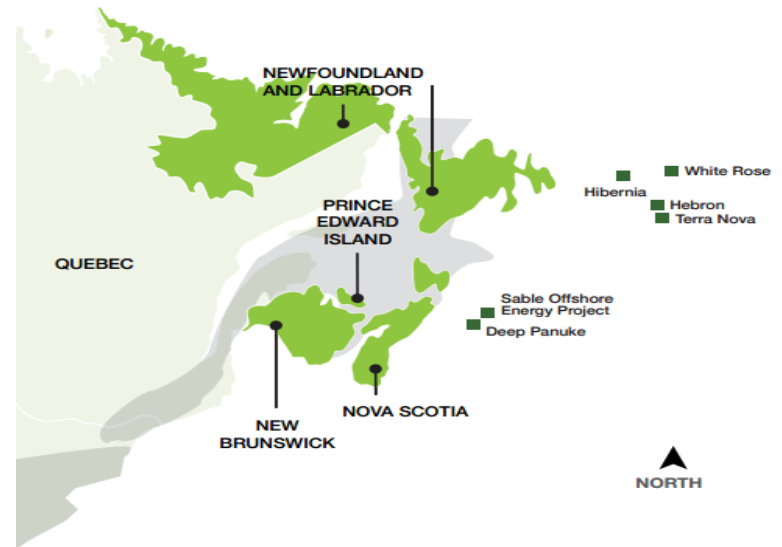 NEWFOUNDLAND
AND LABRADOR
White Rose
Hibernia
Hebron
Terra Nova
PRINCE
EDWARD
ISLAND
QUEBEC
Sable Offshore
Energy Project
Deep Panuke
NOVA SCOTIA
NEW
BRUNSWICK
NORTH